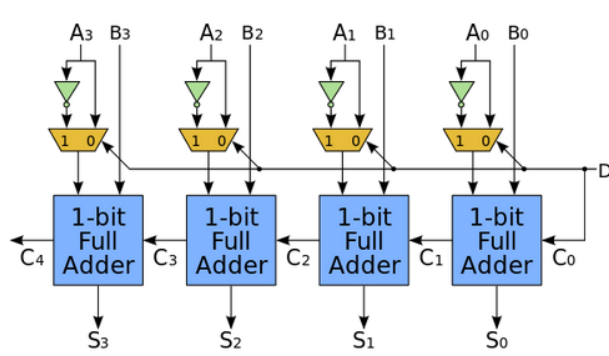 A3 B3 A2 B2 A1 B1 A0 B0
1 0 1 0 1 0 1 0
D
1-bit Full Adder 1-bit Full Adder 1-bit Full Adder 1-bit Full Adder
C4 C3 C2 C1 C0
S3 S2 S1 S0